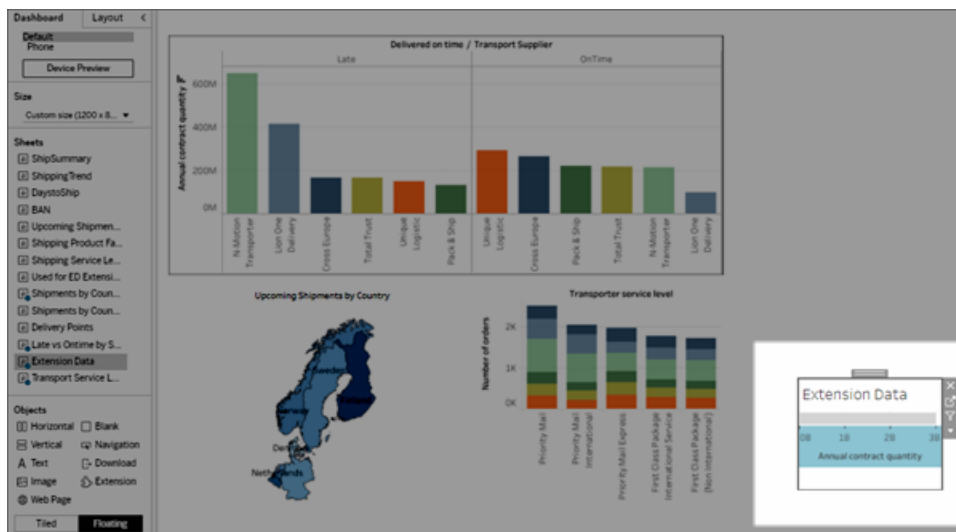 Dashboard Layout <
Default
Phone
Device Preview
Size
Custom size (1200 x 8...
Sheets
ShipSummary
ShippingTrend
DaystoShip
BAN
Upcoming Shipmen...
Shipping Product Fa...
Shipping Service Le...
Used for ED Extensi...
Shipments by Coun...
Shipments by Coun...
Delivery Points
Late vs Ontime by S...
Extension Data
Transport Service L...
Objects
Horizontal Blank
Vertical Navigation
Text Download
Image Extension
Web Page
Tiled Floating
Delivered on time / Transport Supplier
Late OnTime
Annual contract quantity
600M
400M
200M
0M
N-Motion
Transporter
Lion One
Delivery
Cross Europe
Total Trust
Unique
Logistic
Pack & Ship
Unique
Logistic
Cross Europe
Pack & Ship
Total Trust
N-Motion
Transporter
Lion One
Delivery
Upcoming Shipments by Country
Sweden
Norway
Netherlands
Transporter service level
Number of orders
2K
1K
0K
Priority Mail
Priority Mail
International
Priority Mail Express
First Class Package
International Service
First Class Package
(Non International)
Extension Data
0B 1B 2B 3B
Annual contract quantity